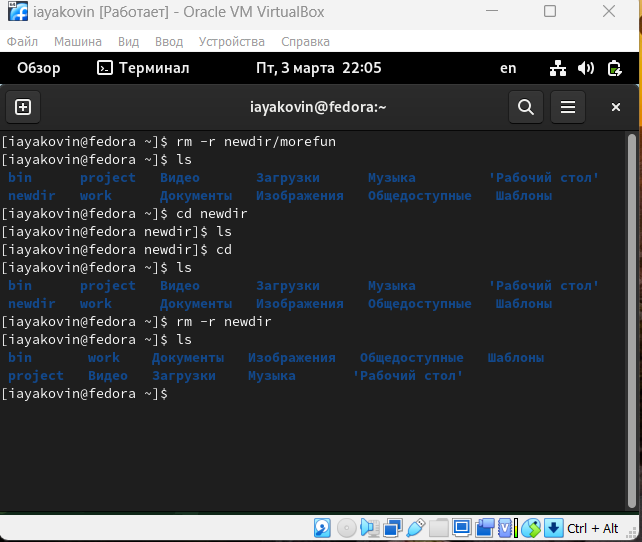 iayakovin [Работает] - Oracle VM VirtualBox
Файл Машина Вид Ввод Устройства Справка
Обзор Терминал Пт, 3 марта 22:05 en
iayakovin@fedora:~
[iayakovin@fedora ~]$ rm -r newdir/morefun
[iayakovin@fedora ~]$ ls
bin project Видео Загрузки Музыка 'Рабочий стол'
newdir work Документы Изображения Общедоступные Шаблоны
[iayakovin@fedora ~]$ cd newdir
[iayakovin@fedora newdir]$ ls
[iayakovin@fedora newdir]$ cd
[iayakovin@fedora ~]$ ls
bin project Видео Загрузки Музыка 'Рабочий стол'
newdir work Документы Изображения Общедоступные Шаблоны
[iayakovin@fedora ~]$ rm -r newdir
[iayakovin@fedora ~]$ ls
bin work Документы Изображения Общедоступные Шаблоны
project Видео Загрузки Музыка 'Рабочий стол'
[iayakovin@fedora ~]$
Ctrl + Alt